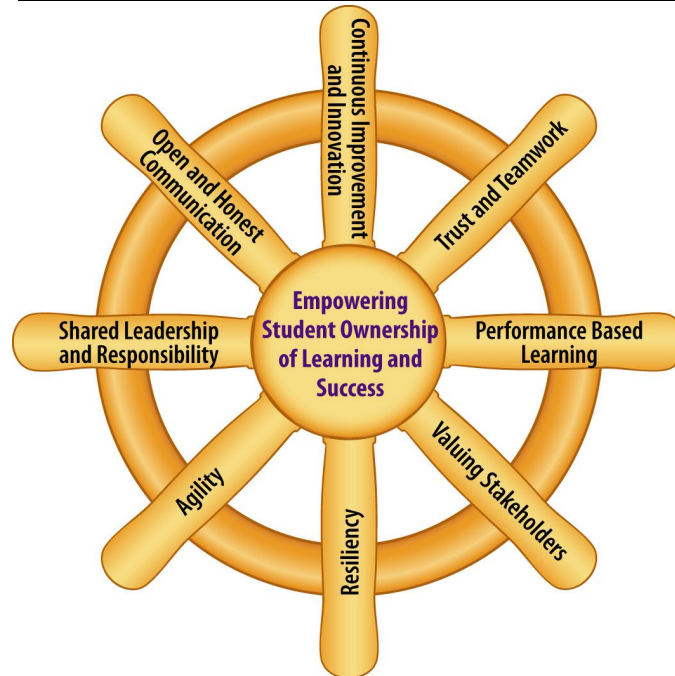 Continuous Improvement
and Innovation
Trust and Teamwork
Performance Based
Learning
Valuing Stakeholders
Resiliency
Agility
Shared Leadership
and Responsibility
Open and Honest
Communication
Empowering
Student Ownership
of Learning and
Success